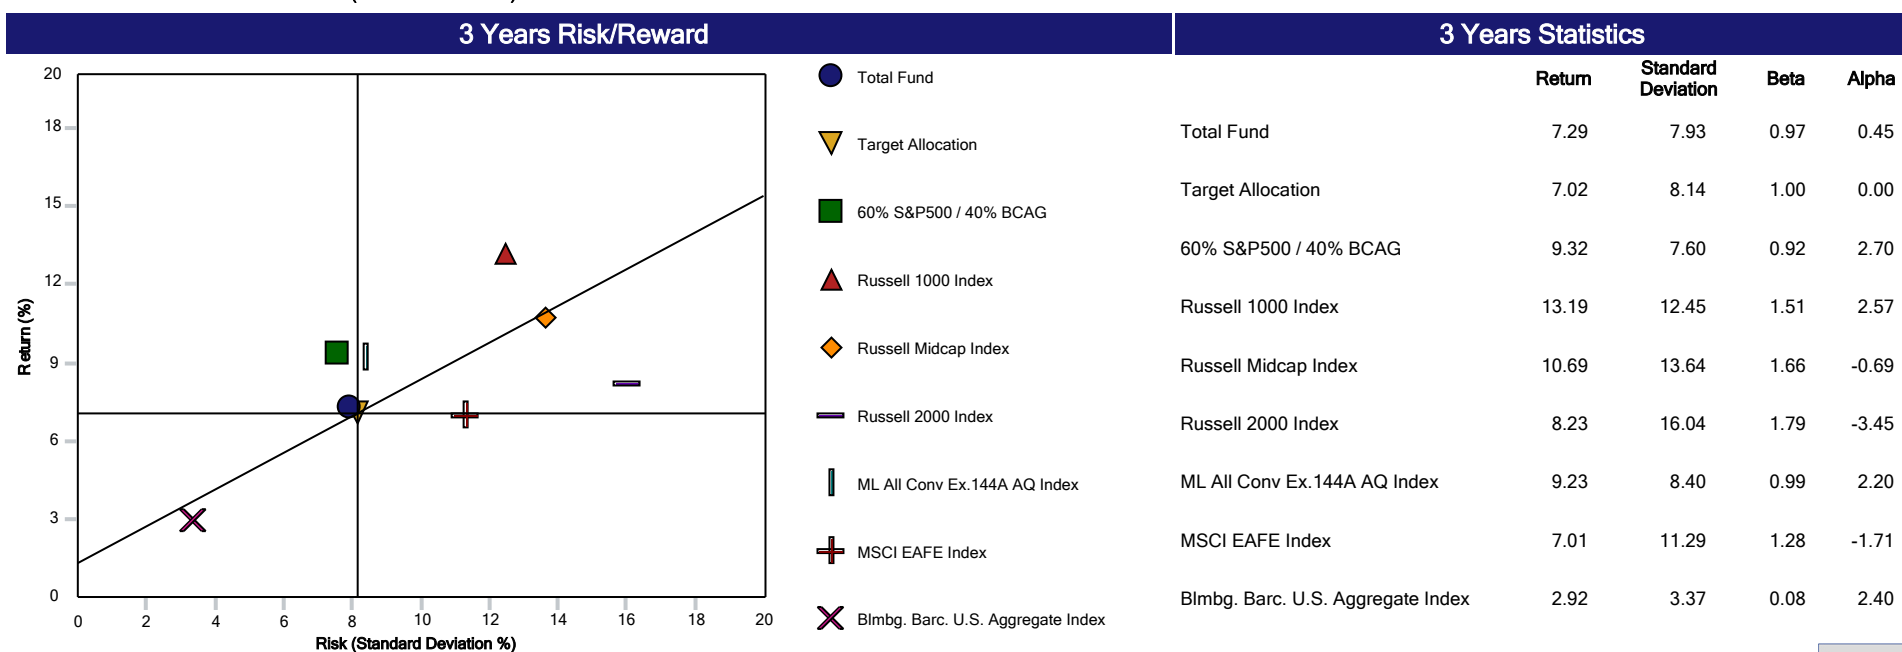 3 Years Risk/Reward
3 Years Statistics
20
18
15
12
9
6
3
0
Return (%)
0 2 4 6 8 10 12 14 16 18 20
Risk (Standard Deviation %)
Total Fund
Target Allocation
60% S&P500 / 40% BCAG
Russell 1000 Index
Russell Midcap Index
Russell 2000 Index
ML All Conv Ex.144A AQ Index
MSCI EAFE Index
Blmbg. Barc. U.S. Aggregate Index
Return Standard Deviation Beta Alpha
Total Fund 7.29 7.93 0.97 0.45
Target Allocation 7.02 8.14 1.00 0.00
60% S&P500 / 40% BCAG 9.32 7.60 0.92 2.70
Russell 1000 Index 13.19 12.45 1.51 2.57
Russell Midcap Index 10.69 13.64 1.66 -0.69
Russell 2000 Index 8.23 16.04 1.79 -3.45
ML All Conv Ex.144A AQ Index 9.23 8.40 0.99 2.20
MSCI EAFE Index 7.01 11.29 1.28 -1.71
Blmbg. Barc. U.S. Aggregate Index 2.92 3.37 0.08 2.40